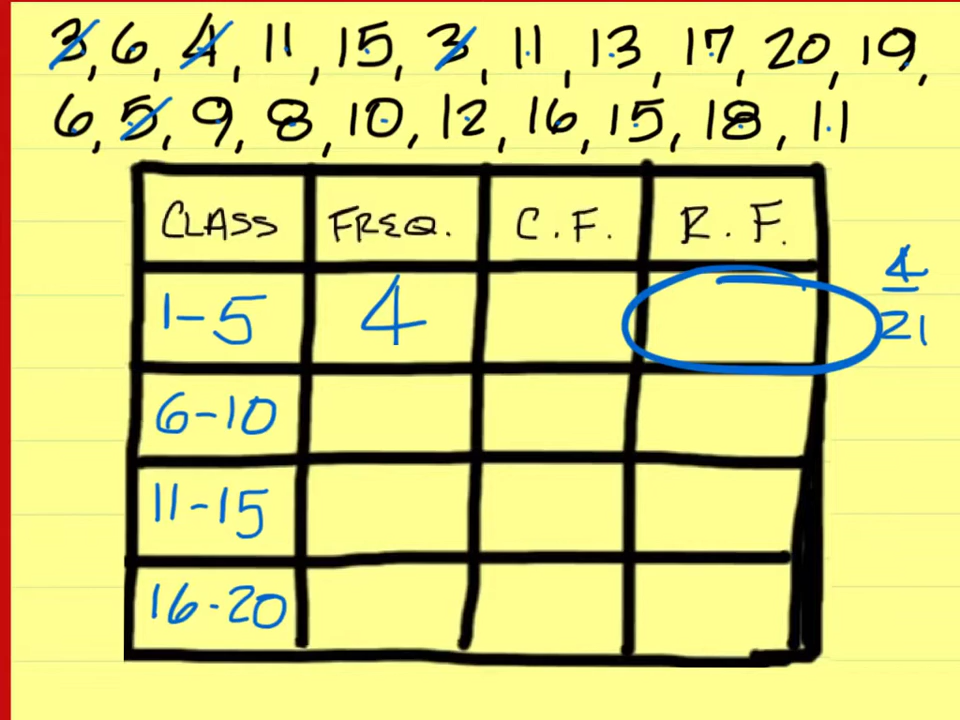 3, 6, 4, 11, 15, 3, 11, 13, 17, 20, 19,
6, 5, 9, 8, 10, 12, 16, 15, 18, 11
CLASS FREQ. C.F. R.F.
1-5 4 4/21
6-10
11-15
16-20